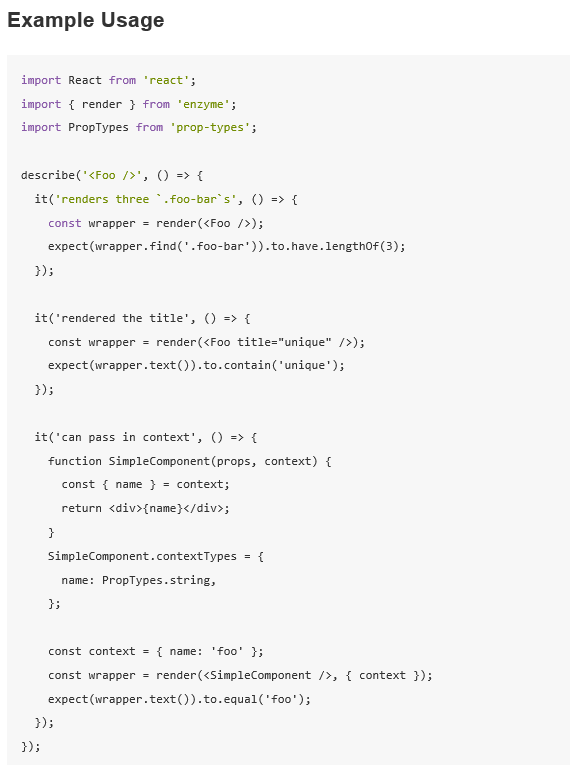 Example Usage
import React from 'react';
import { render } from 'enzyme';
import PropTypes from 'prop-types';
describe('<Foo />', () => {
it('renders three `.foo-bar`s', () => {
const wrapper = render(<Foo />);
expect(wrapper.find('.foo-bar')).to.have.lengthOf(3);
});
it('rendered the title', () => {
const wrapper = render(<Foo title="unique" />);
expect(wrapper.text()).to.contain('unique');
});
it('can pass in context', () => {
function SimpleComponent(props, context) {
const { name } = context;
return <div>{name}</div>;
}
SimpleComponent.contextTypes = {
name: PropTypes.string,
};
const context = { name: 'foo' };
const wrapper = render(<SimpleComponent />, { context });
expect(wrapper.text()).to.equal('foo');
});
});